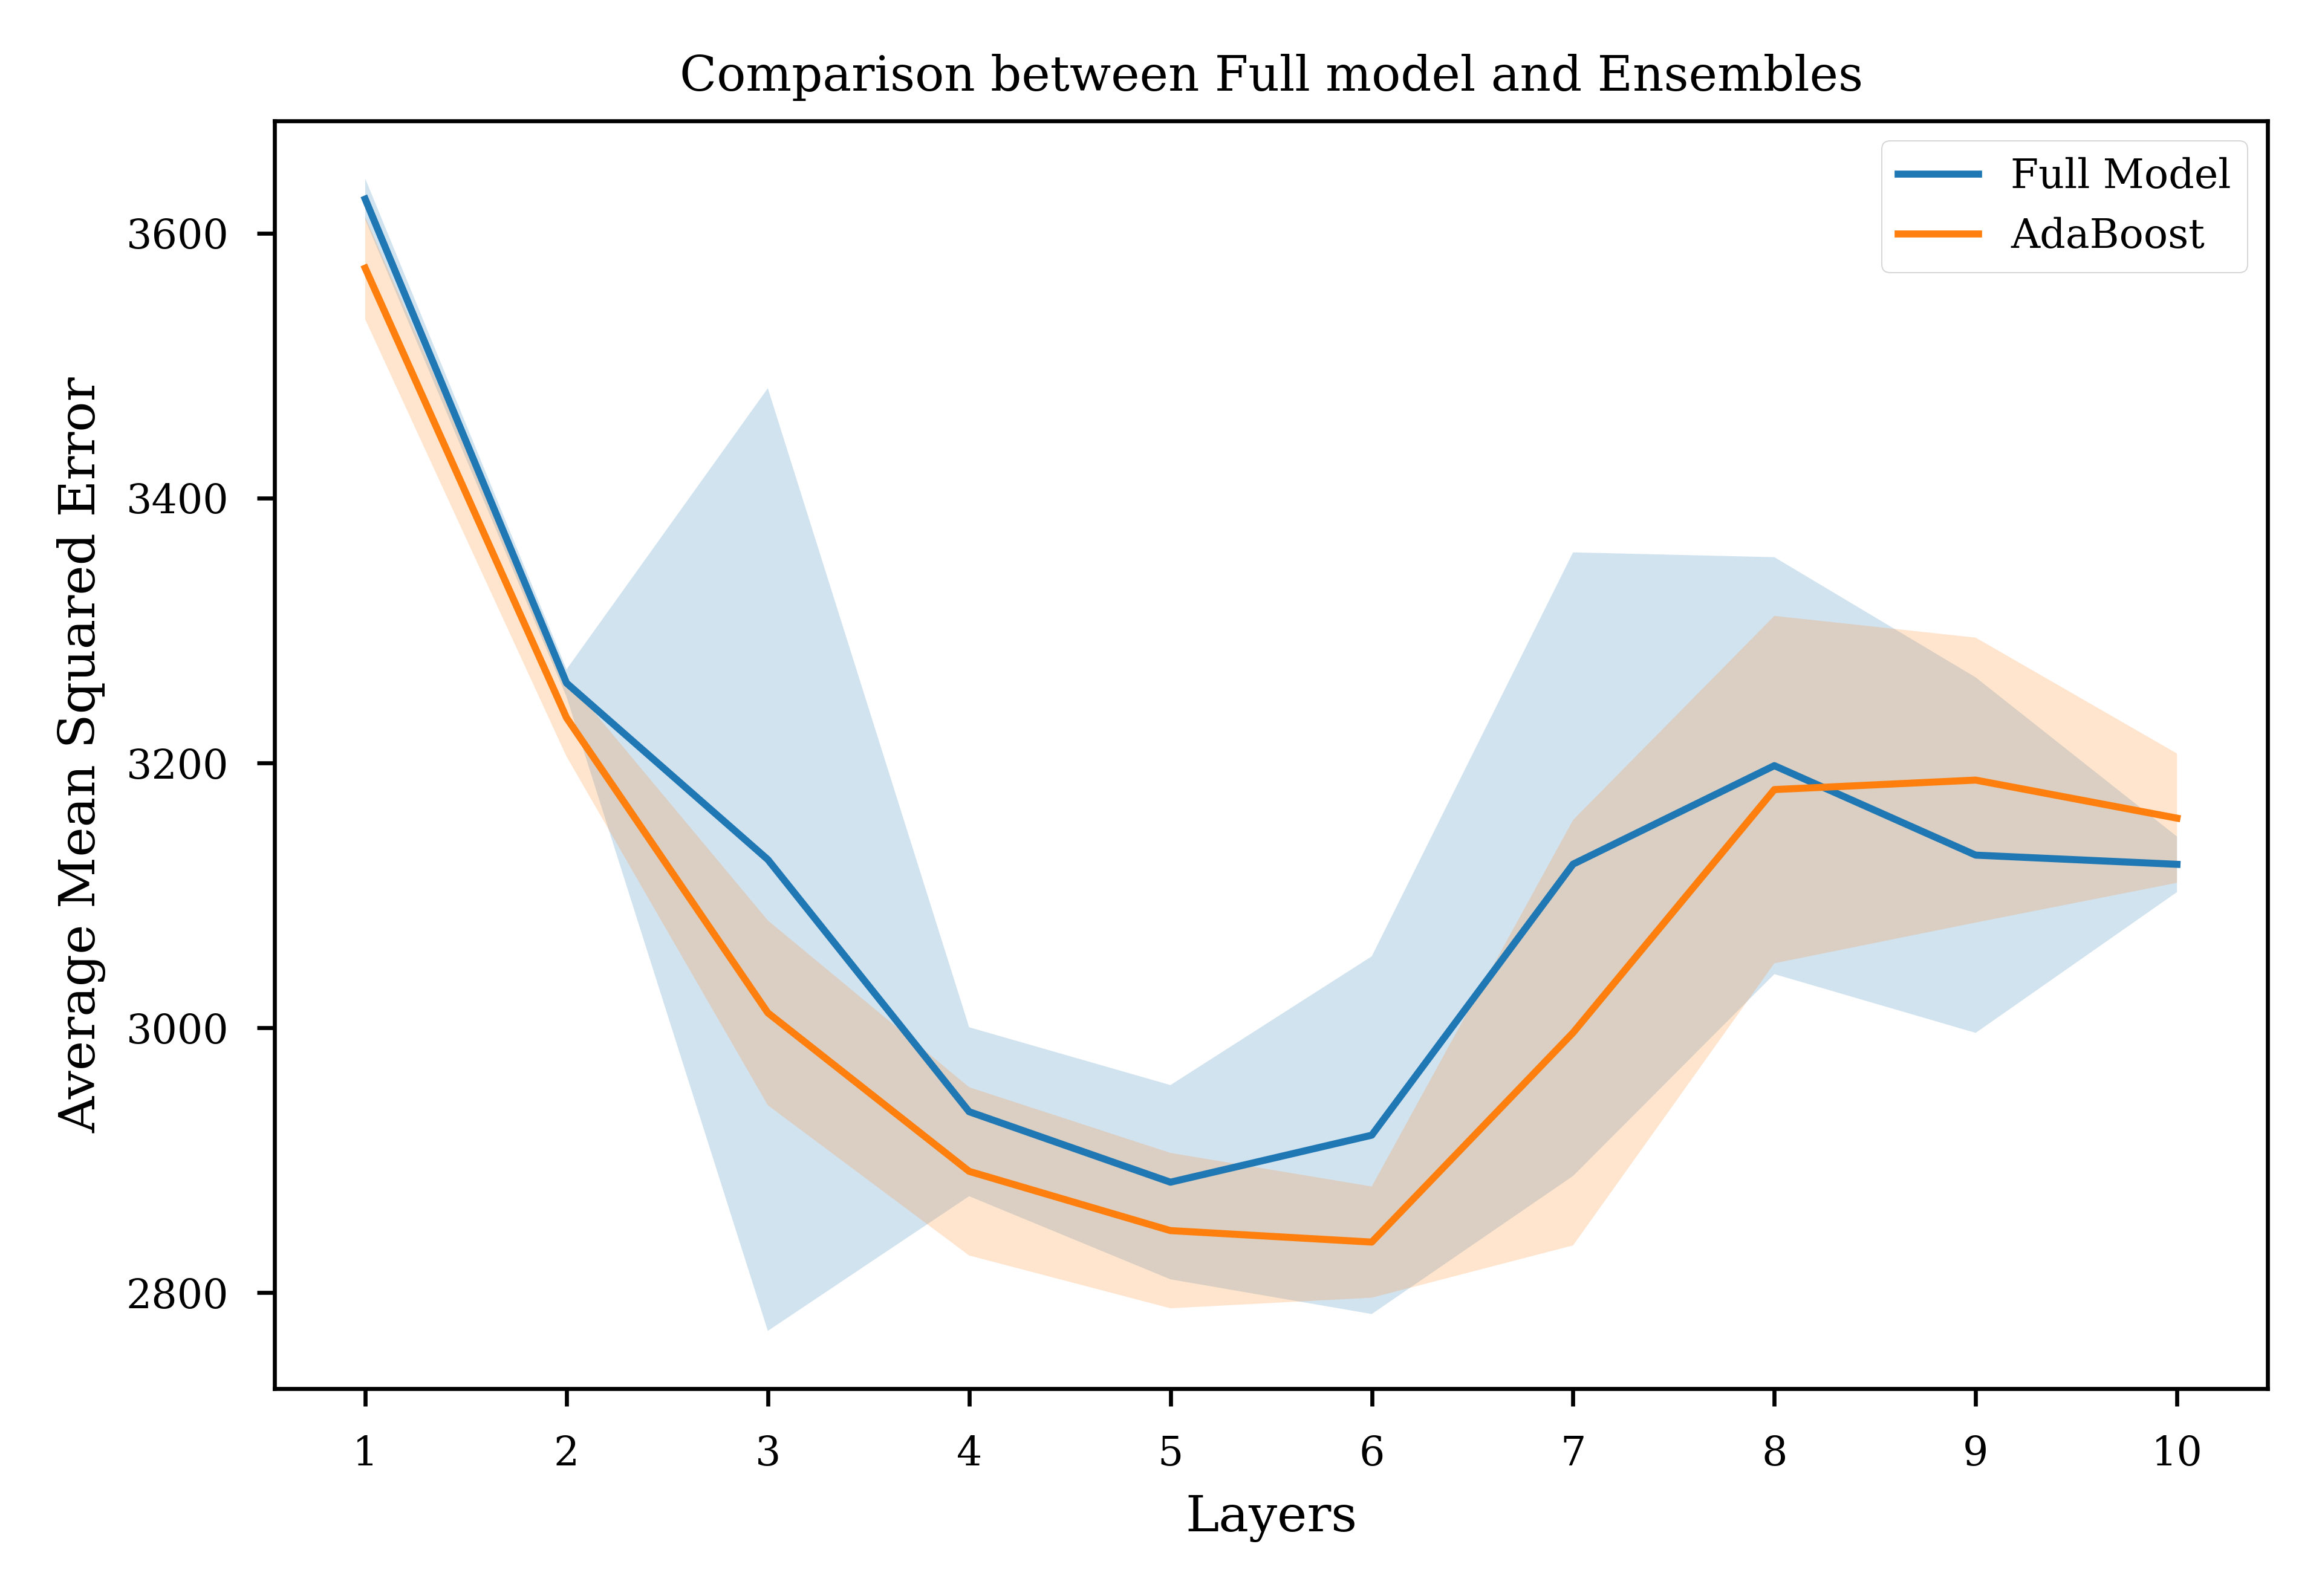 Comparison between Full model and Ensembles
Full Model
AdaBoost
Average Mean Squared Error
3600
3400
3200
3000
2800
1 2 3 4 5 6 7 8 9 10
Layers